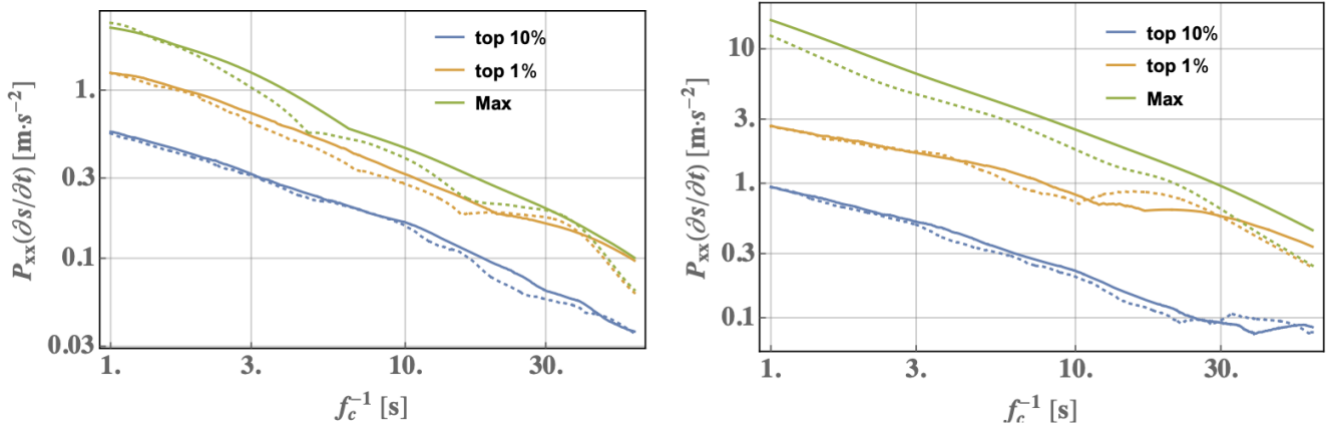 P_xx(∂s/∂t) [m·s⁻²]
1.
0.3
0.1
0.03
top 10%
top 1%
Max
1. 3. 10. 30.
f_c⁻¹ [s]
P_xx(∂s/∂t) [m·s⁻²]
10
3.
1.
0.3
0.1
top 10%
top 1%
Max
1. 3. 10. 30.
f_c⁻¹ [s]